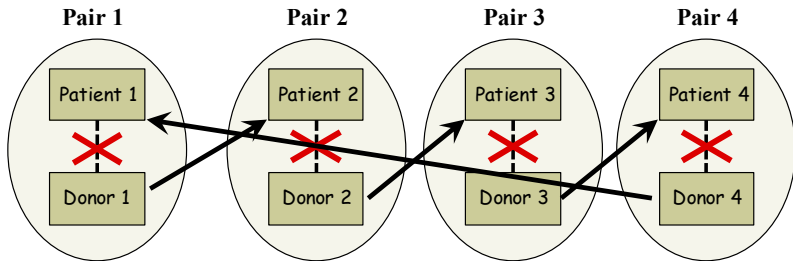 Pair 1 Pair 2 Pair 3 Pair 4
Patient 1 Patient 2 Patient 3 Patient 4
Donor 1 Donor 2 Donor 3 Donor 4